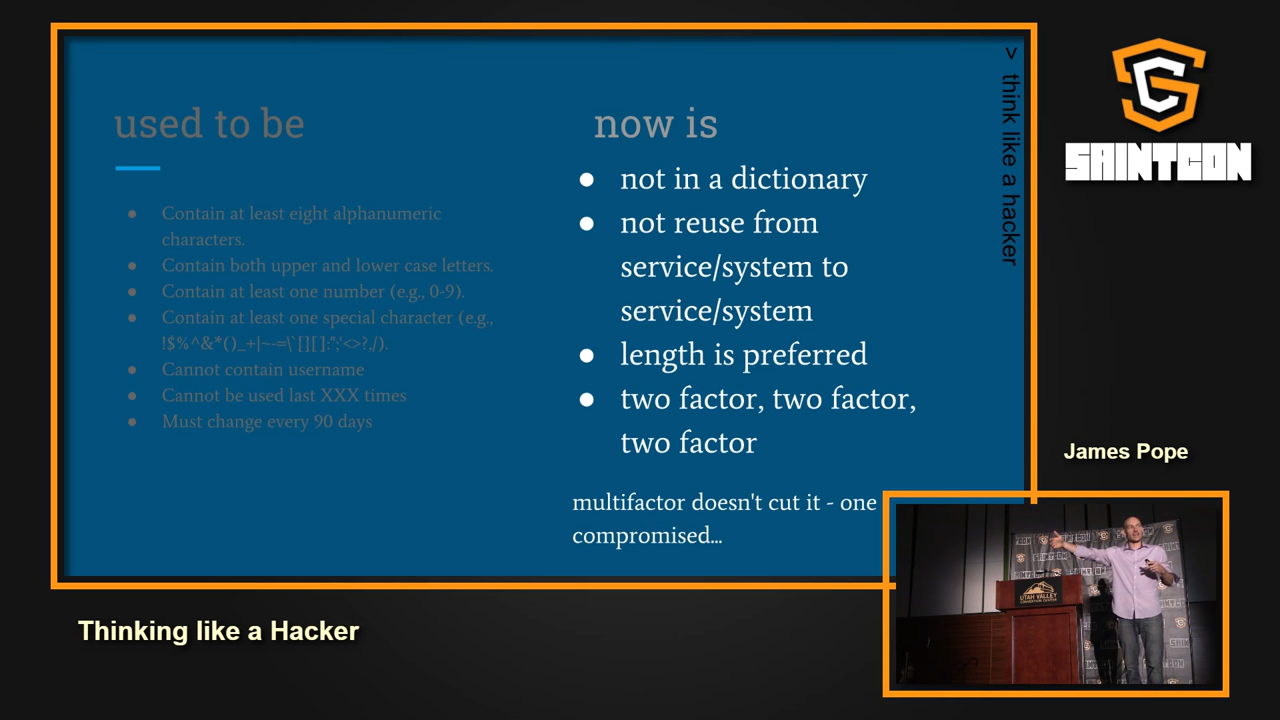 used to be
Contain at least eight alphanumeric
characters.
Contain both upper and lower case letters.
Contain at least one number (e.g., 0-9).
Contain at least one special character (e.g.,
Cannot contain username
Cannot be used last XXX times
Must change every 90 days
now is
not in a dictionary
not reuse from
service/system to
service/system
length is preferred
two factor, two factor,
two factor
multifactor doesn't cut it - one
compromised...
> think like a hacker
SAINTCON
James Pope
UTAH VALLEY
CONVENTION CENTER
Thinking like a Hacker